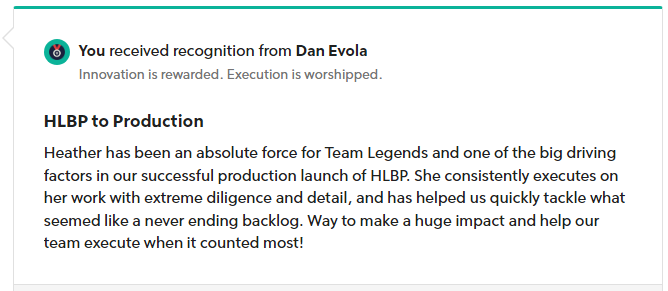 You received recognition from Dan Evola
Innovation is rewarded. Execution is worshipped.
HLBP to Production
Heather has been an absolute force for Team Legends and one of the big driving
factors in our successful production launch of HLBP. She consistently executes on
her work with extreme diligence and detail, and has helped us quickly tackle what
seemed like a never ending backlog. Way to make a huge impact and help our
team execute when it counted most!